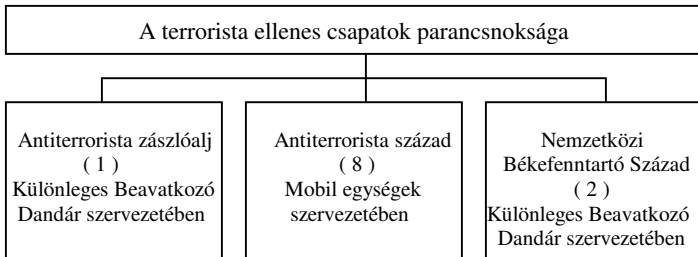 A terrorista ellenes csapatok parancsnoksága
Antiterrorista zászlóalj
( 1 )
Különleges Beavatkozó
Dandár szervezetében
Antiterrorista század
( 8 )
Mobil egységek
szervezetében
Nemzetközi
Békefenntartó Század
( 2 )
Különleges Beavatkozó
Dandár szervezetében